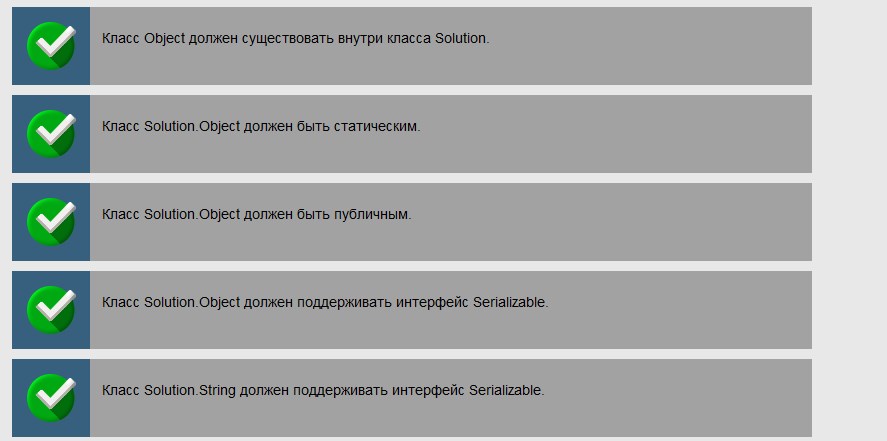 Класс Object должен существовать внутри класса Solution.
Класс Solution.Object должен быть статическим.
Класс Solution.Object должен быть публичным.
Класс Solution.Object должен поддерживать интерфейс Serializable.
Класс Solution.String должен поддерживать интерфейс Serializable.